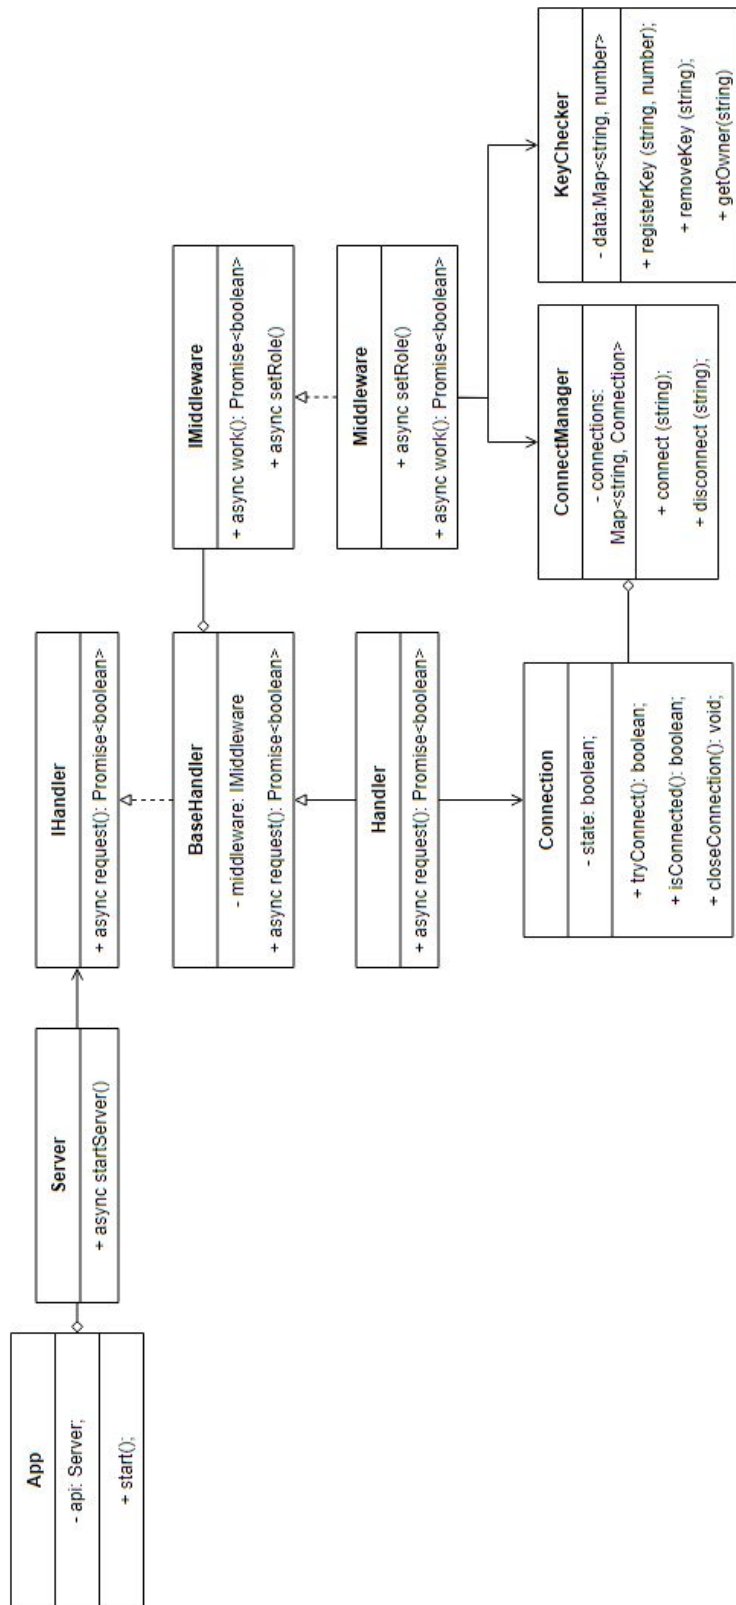 App
- api: Server;
+ start();
Server
+ async startServer()
IHandler
+ async request(): Promise<boolean>
BaseHandler
- middleware: IMiddleware
+ async request(): Promise<boolean>
Handler
+ async request(): Promise<boolean>
Connection
- state: boolean;
+ tryConnect(): boolean;
+ isConnected(): boolean;
+ closeConnection(): void;
IMiddleware
+ async work(): Promise<boolean>
+ async setRole()
Middleware
+ async setRole()
+ async work(): Promise<boolean>
ConnectManager
- connections:
Map<string, Connection>
+ connect (string);
+ disconnect (string);
KeyChecker
- data:Map<string, number>
+ registerKey (string, number);
+ removeKey (string);
+ getOwner(string)